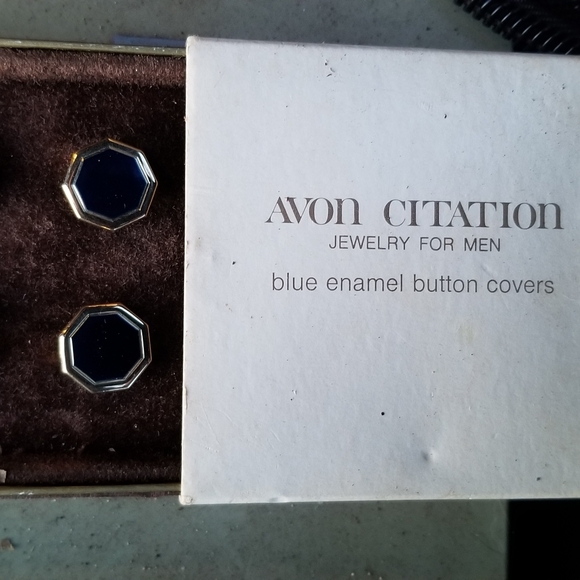 AVON CITATION
JEWELRY FOR MEN
blue enamel button covers